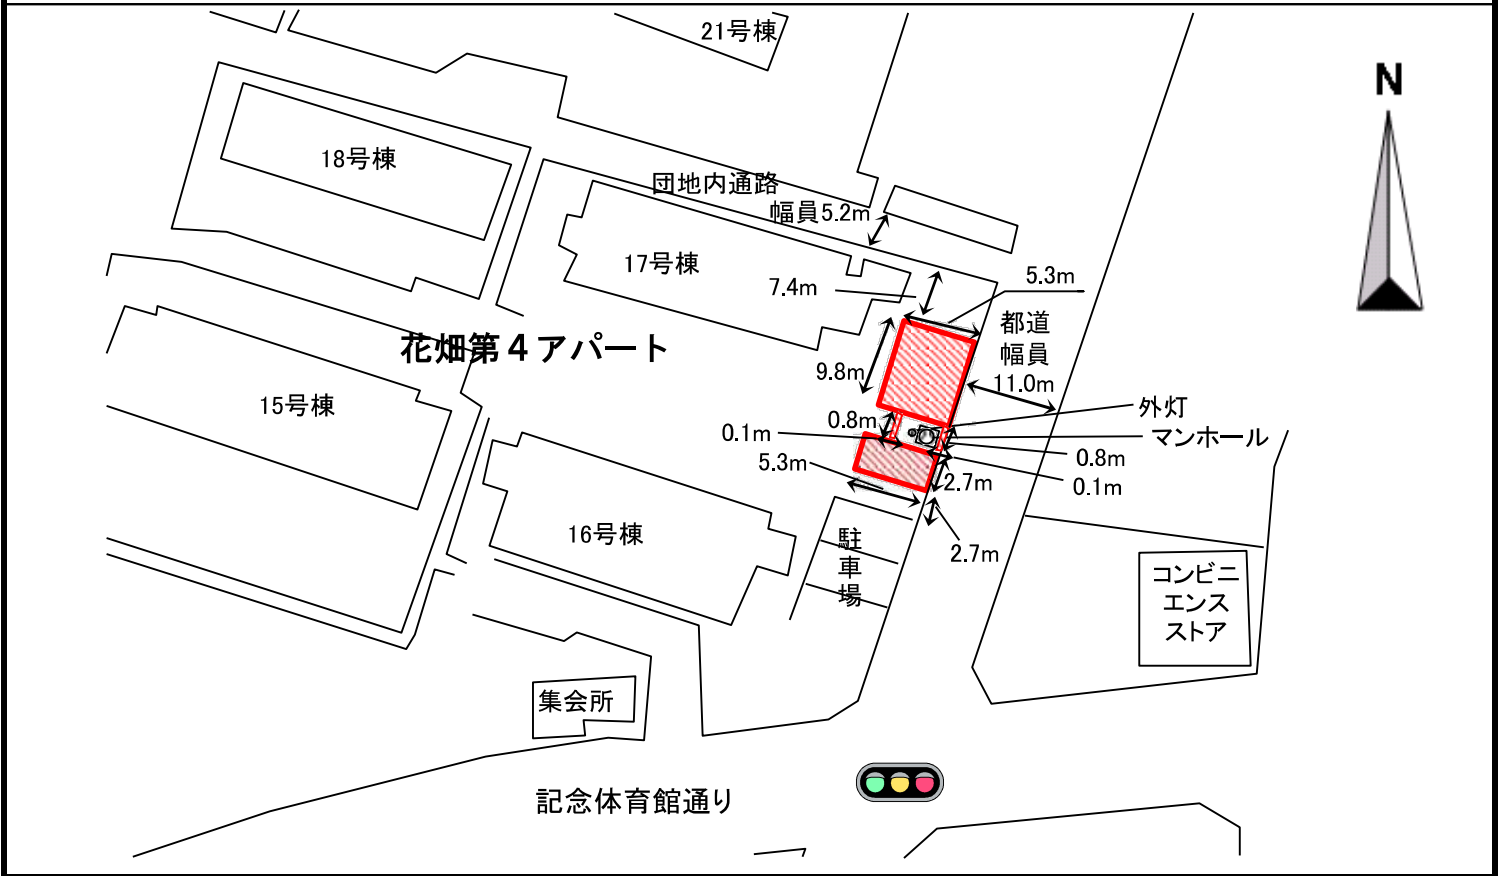 21号棟
N
18号棟
団地内通路
幅員5.2m
17号棟
7.4m
5.3m
都道
幅員
11.0m
花畑第４アパート
9.8m
15号棟
0.8m
外灯
0.1m
マンホール
5.3m
0.8m
2.7m
0.1m
16号棟
駐
車
場
2.7m
コンビニ
エンス
ストア
集会所
記念体育館通り